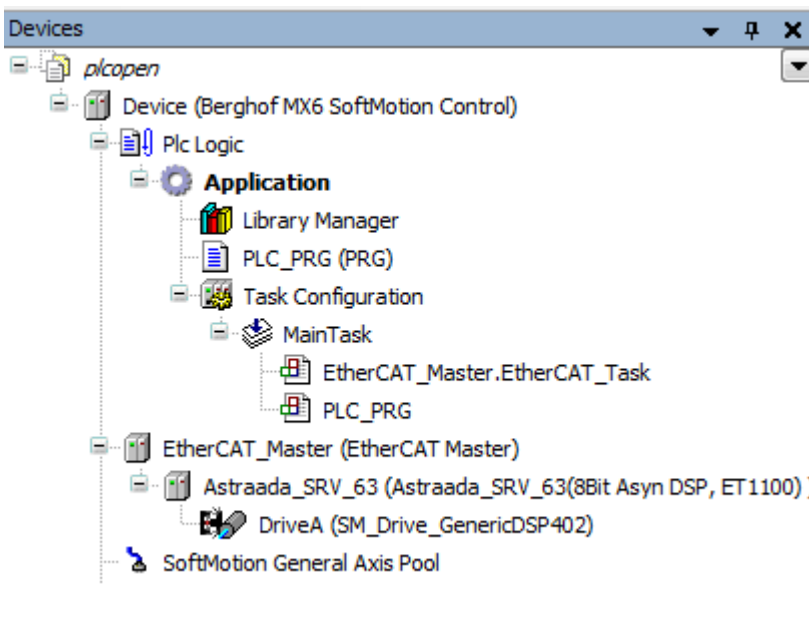 Devices
plcopen
Device (Berghof MX6 SoftMotion Control)
Plc Logic
Application
Library Manager
PLC_PRG (PRG)
Task Configuration
MainTask
EtherCAT_Master.EtherCAT_Task
PLC_PRG
EtherCAT_Master (EtherCAT Master)
Astraada_SRV_63 (Astraada_SRV_63(8Bit Asyn DSP, ET1100) )
DriveA (SM_Drive_GenericDSP402)
SoftMotion General Axis Pool